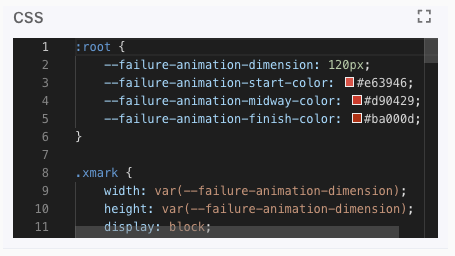 CSS
1 :root {
2 --failure-animation-dimension: 120px;
3 --failure-animation-start-color: #e63946;
4 --failure-animation-midway-color: #d90429;
5 --failure-animation-finish-color: #ba000d;
6 }
7
8 .xmark {
9 width: var(--failure-animation-dimension);
10 height: var(--failure-animation-dimension);
11 display: block;